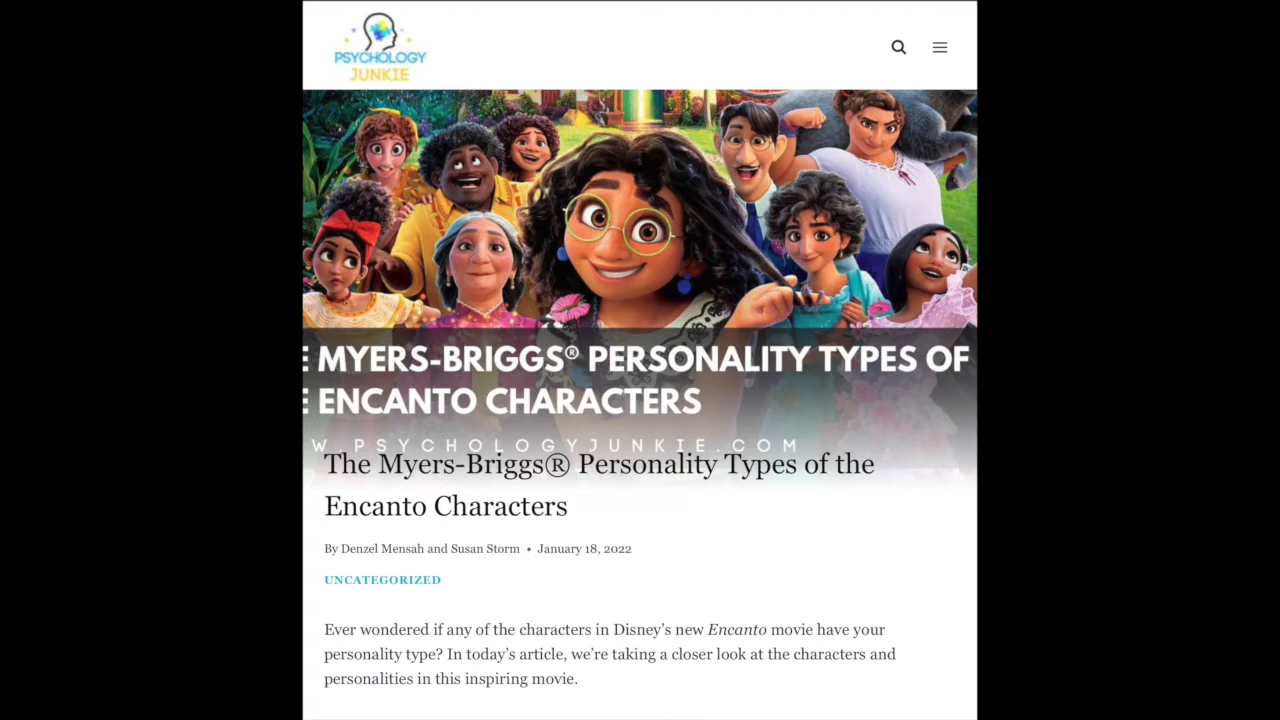 PSYCHOLOGY
JUNKIE
E MYERS-BRIGGS® PERSONALITY TYPES OF
E ENCANTO CHARACTERS
W.PSYCHOLOGYJUNKIE.COM
The Myers-Briggs® Personality Types of the
Encanto Characters
By Denzel Mensah and Susan Storm • January 18, 2022
UNCATEGORIZED
Ever wondered if any of the characters in Disney’s new Encanto movie have your
personality type? In today’s article, we’re taking a closer look at the characters and
personalities in this inspiring movie.